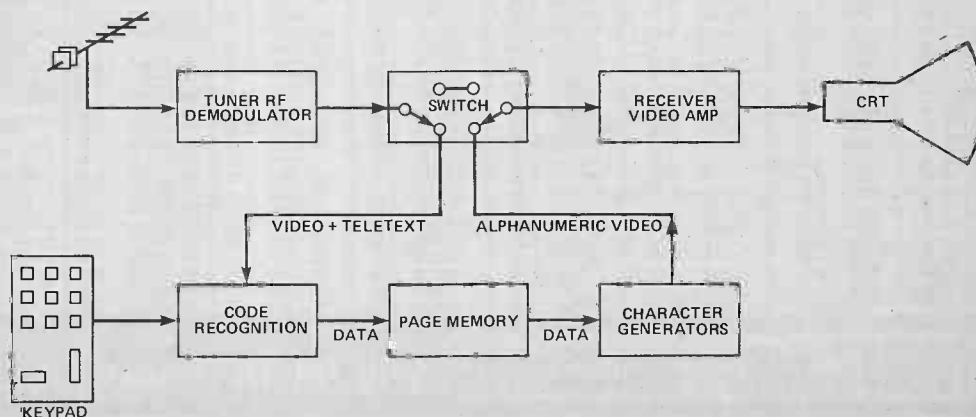 TUNER RF
DEMODULATOR
SWITCH
RECEIVER
VIDEO AMP
CRT
VIDEO + TELETEXT
ALPHANUMERIC VIDEO
CODE
RECOGNITION
DATA
PAGE MEMORY
DATA
CHARACTER
GENERATORS
KEYPAD